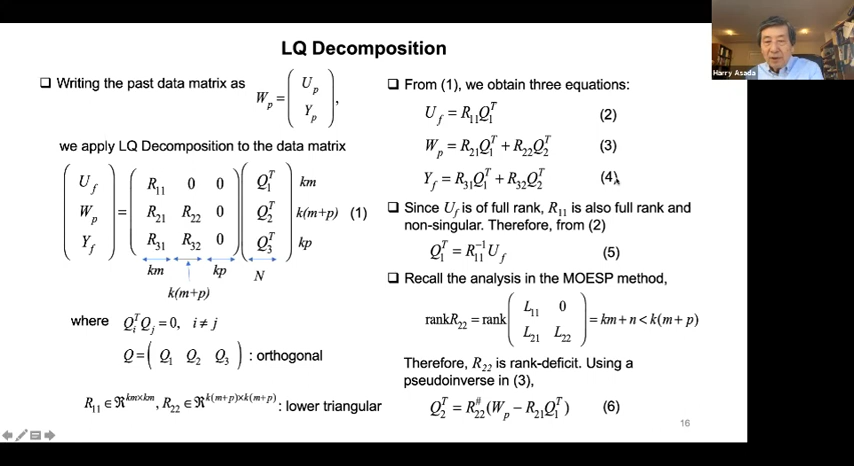 LQ Decomposition
Harry Asada
❑ Writing the past data matrix as W_p = ( U_p ; Y_p ),
we apply LQ Decomposition to the data matrix
( U_f ; W_p ; Y_f ) = ( R_11 0 0 ; R_21 R_22 0 ; R_31 R_32 0 ) ( Q_1^T ; Q_2^T ; Q_3^T ) km k(m+p) kp (1)
km kp N
k(m+p)
where Q_i^T Q_j = 0, i ≠ j
Q = ( Q_1 Q_2 Q_3 ) : orthogonal
R_11 ∈ ℜ^{km×km}, R_22 ∈ ℜ^{k(m+p)×k(m+p)} : lower triangular
❑ From (1), we obtain three equations:
U_f = R_11 Q_1^T (2)
W_p = R_21 Q_1^T + R_22 Q_2^T (3)
Y_f = R_31 Q_1^T + R_32 Q_2^T (4)
❑ Since U_f is of full rank, R_11 is also full rank and
non-singular. Therefore, from (2)
Q_1^T = R_11^{-1} U_f (5)
❑ Recall the analysis in the MOESP method,
rankR_22 = rank ( L_11 0 ; L_21 L_22 ) = km + n < k(m + p)
Therefore, R_22 is rank-deficit. Using a
pseudoinverse in (3),
Q_2^T = R_22^# (W_p − R_21 Q_1^T) (6)
16